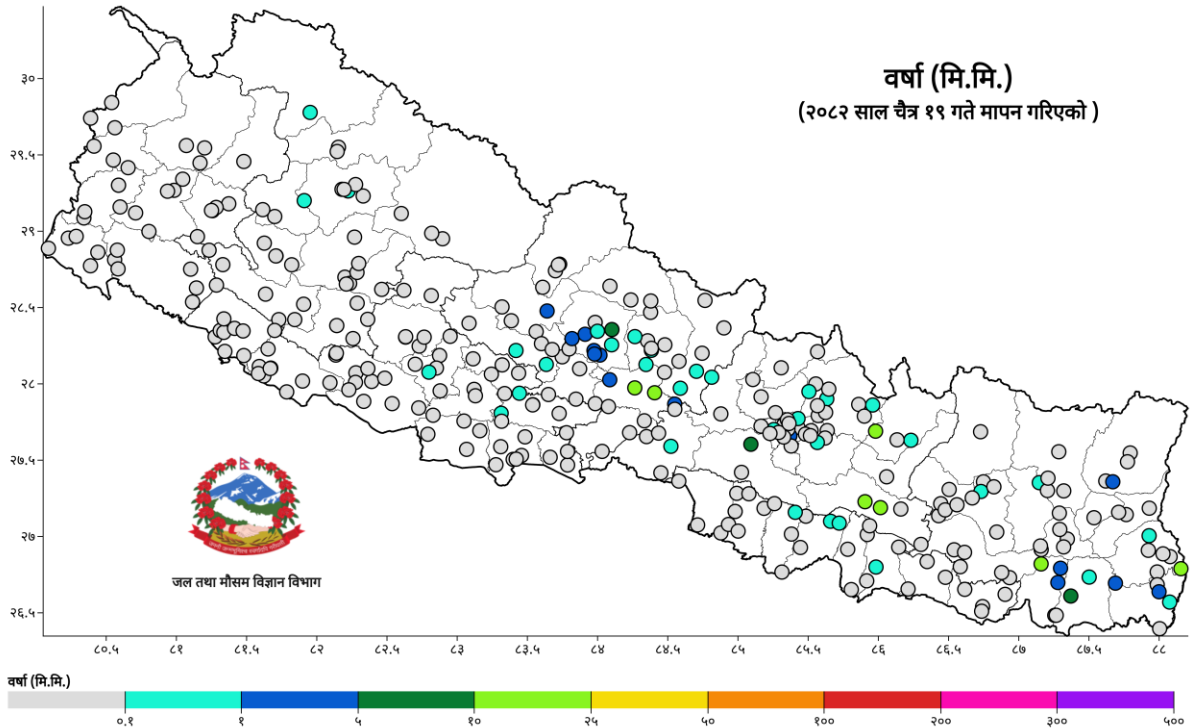 वर्षा (मि.मि.)
(२०८२ साल चैत्र १९ गते मापन गरिएको )
३०
२९.५
२९
२८.५
२८
२७.५
२७
२६.५
जल तथा मौसम विज्ञान विभाग
८०.५ ८१ ८१.५ ८२ ८२.५ ८३ ८३.५ ८४ ८४.५ ८५ ८५.५ ८६ ८६.५ ८७ ८७.५ ८८
वर्षा (मि.मि.)
०.१ १ ५ १० २५ ५० १०० २०० ३०० ५००